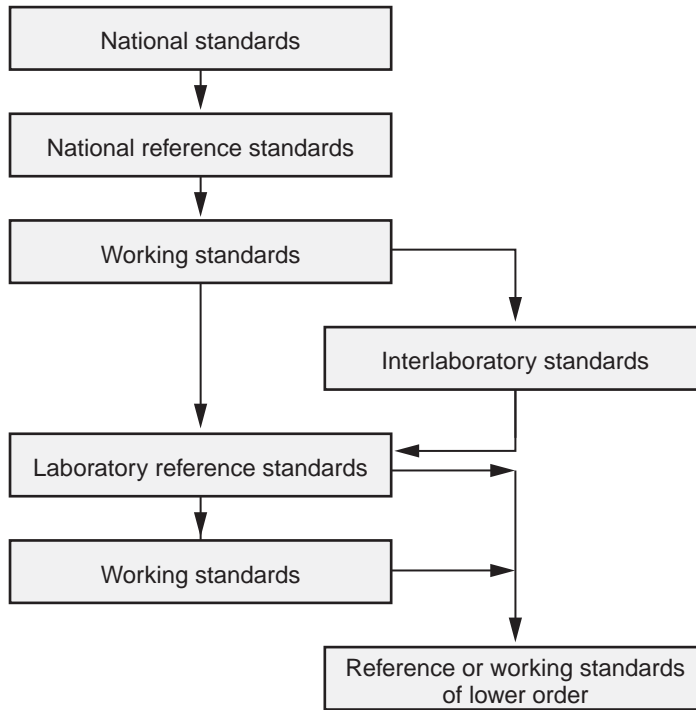 National standards
National reference standards
Working standards
Interlaboratory standards
Laboratory reference standards
Working standards
Reference or working standards
of lower order